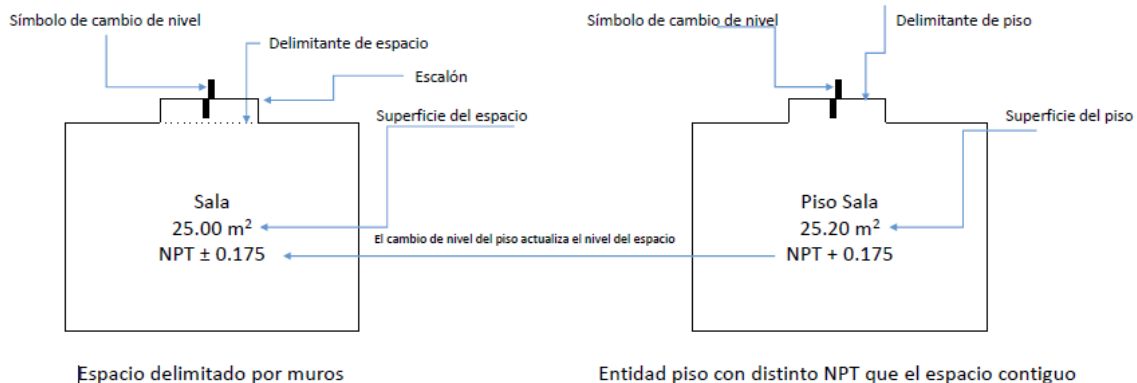 Símbolo de cambio de nivel
Delimitante de espacio
Escalón
Superficie del espacio
Sala
25.00 m²
NPT ± 0.175
Espacio delimitado por muros
El cambio de nivel del piso actualiza el nivel del espacio
Símbolo de cambio de nivel
Delimitante de piso
Superficie del piso
Piso Sala
25.20 m²
NPT + 0.175
Entidad piso con distinto NPT que el espacio contiguo